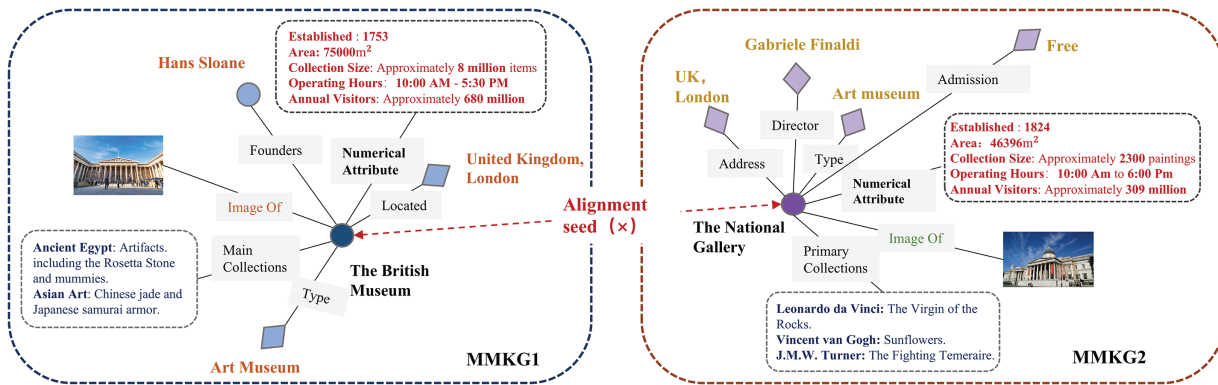 Established : 1753
Area: 75000m²
Collection Size: Approximately 8 million items
Operating Hours: 10:00 AM - 5:30 PM
Annual Visitors: Approximately 680 million
Hans Sloane
Founders
Numerical
Attribute
United Kingdom,
London
Located
Image Of
Main
Collections
Ancient Egypt: Artifacts.
including the Rosetta Stone
and mummies.
Asian Art: Chinese jade and
Japanese samurai armor.
Type
The British
Museum
Art Museum
MMKG1
Alignment
seed (×)
Gabriele Finaldi
Free
UK,
London
Art museum
Admission
Director
Address
Type
Established : 1824
Area: 46396m²
Collection Size: Approximately 2300 paintings
Operating Hours: 10:00 Am to 6:00 Pm
Annual Visitors: Approximately 309 million
Numerical
Attribute
The National
Gallery
Image Of
Primary
Collections
Leonardo da Vinci: The Virgin of the
Rocks.
Vincent van Gogh: Sunflowers.
J.M.W. Turner: The Fighting Temeraire.
MMKG2